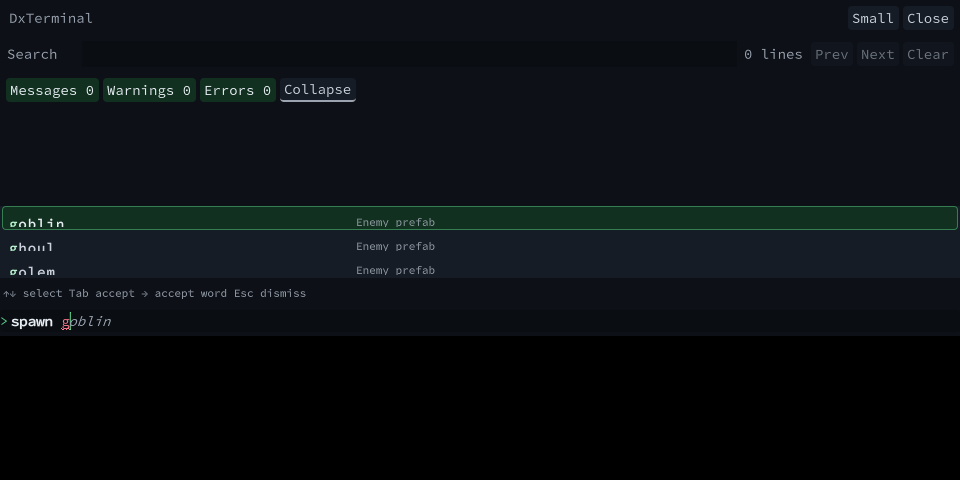 DxTerminal Small Close
Search 0 lines Prev Next Clear
Messages 0 Warnings 0 Errors 0 Collapse
goblin Enemy prefab
ghoul Enemy prefab
golem Enemy prefab
↑↓ select Tab accept → accept word Esc dismiss
> spawn goblin